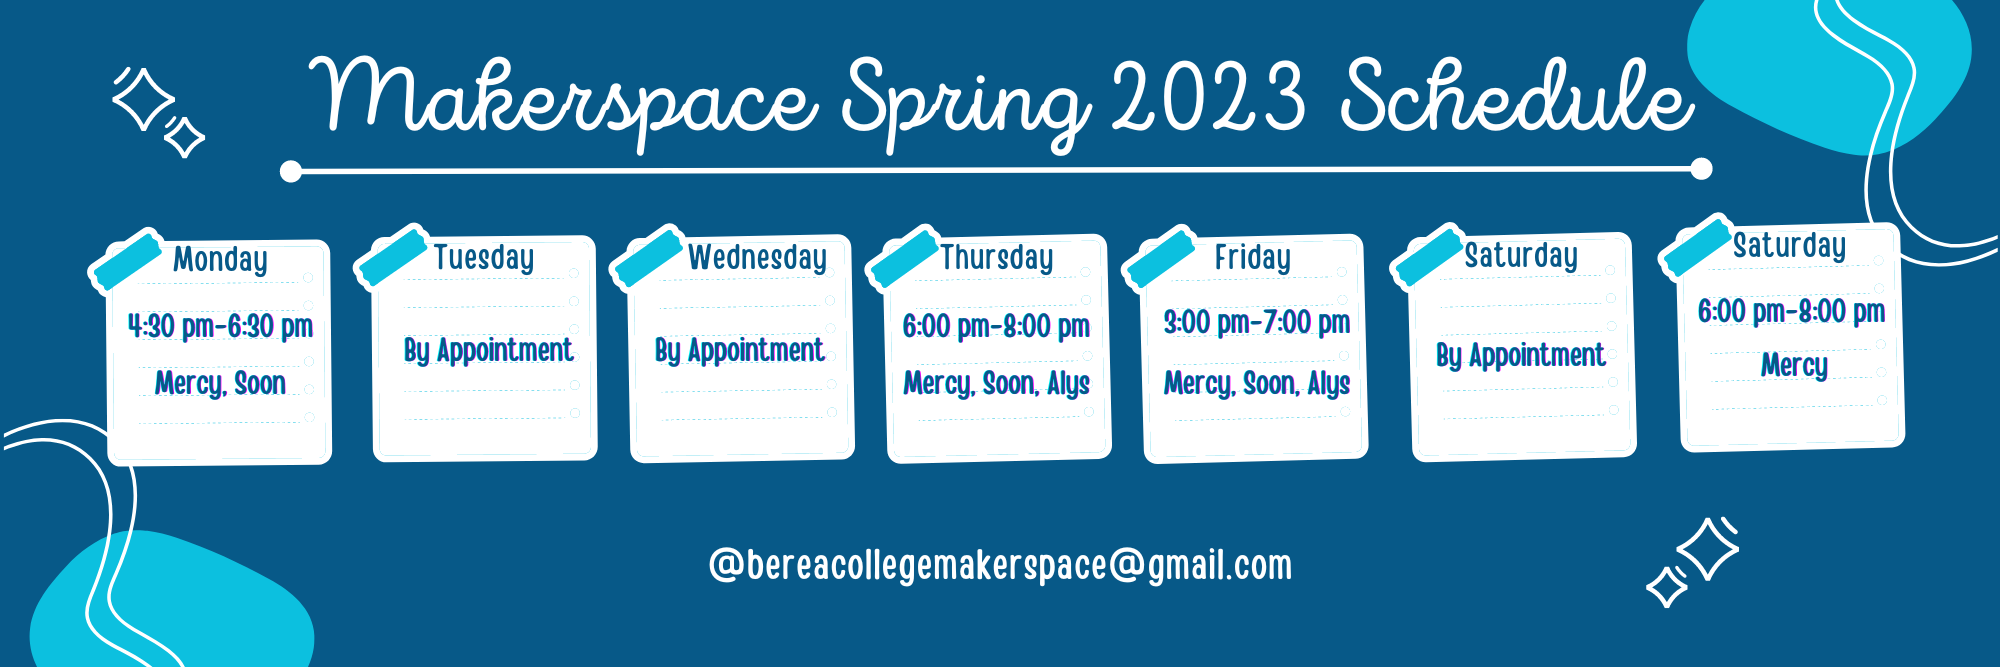 Makerspace Spring 2023 Schedule
Monday
4:30 pm-6:30 pm
Mercy, Soon
Tuesday
By Appointment
Wednesday
By Appointment
Thursday
6:00 pm-8:00 pm
Mercy, Soon, Alys
Friday
3:00 pm-7:00 pm
Mercy, Soon, Alys
Saturday
By Appointment
Saturday
6:00 pm-8:00 pm
Mercy
@bereacollegemakerspace@gmail.com